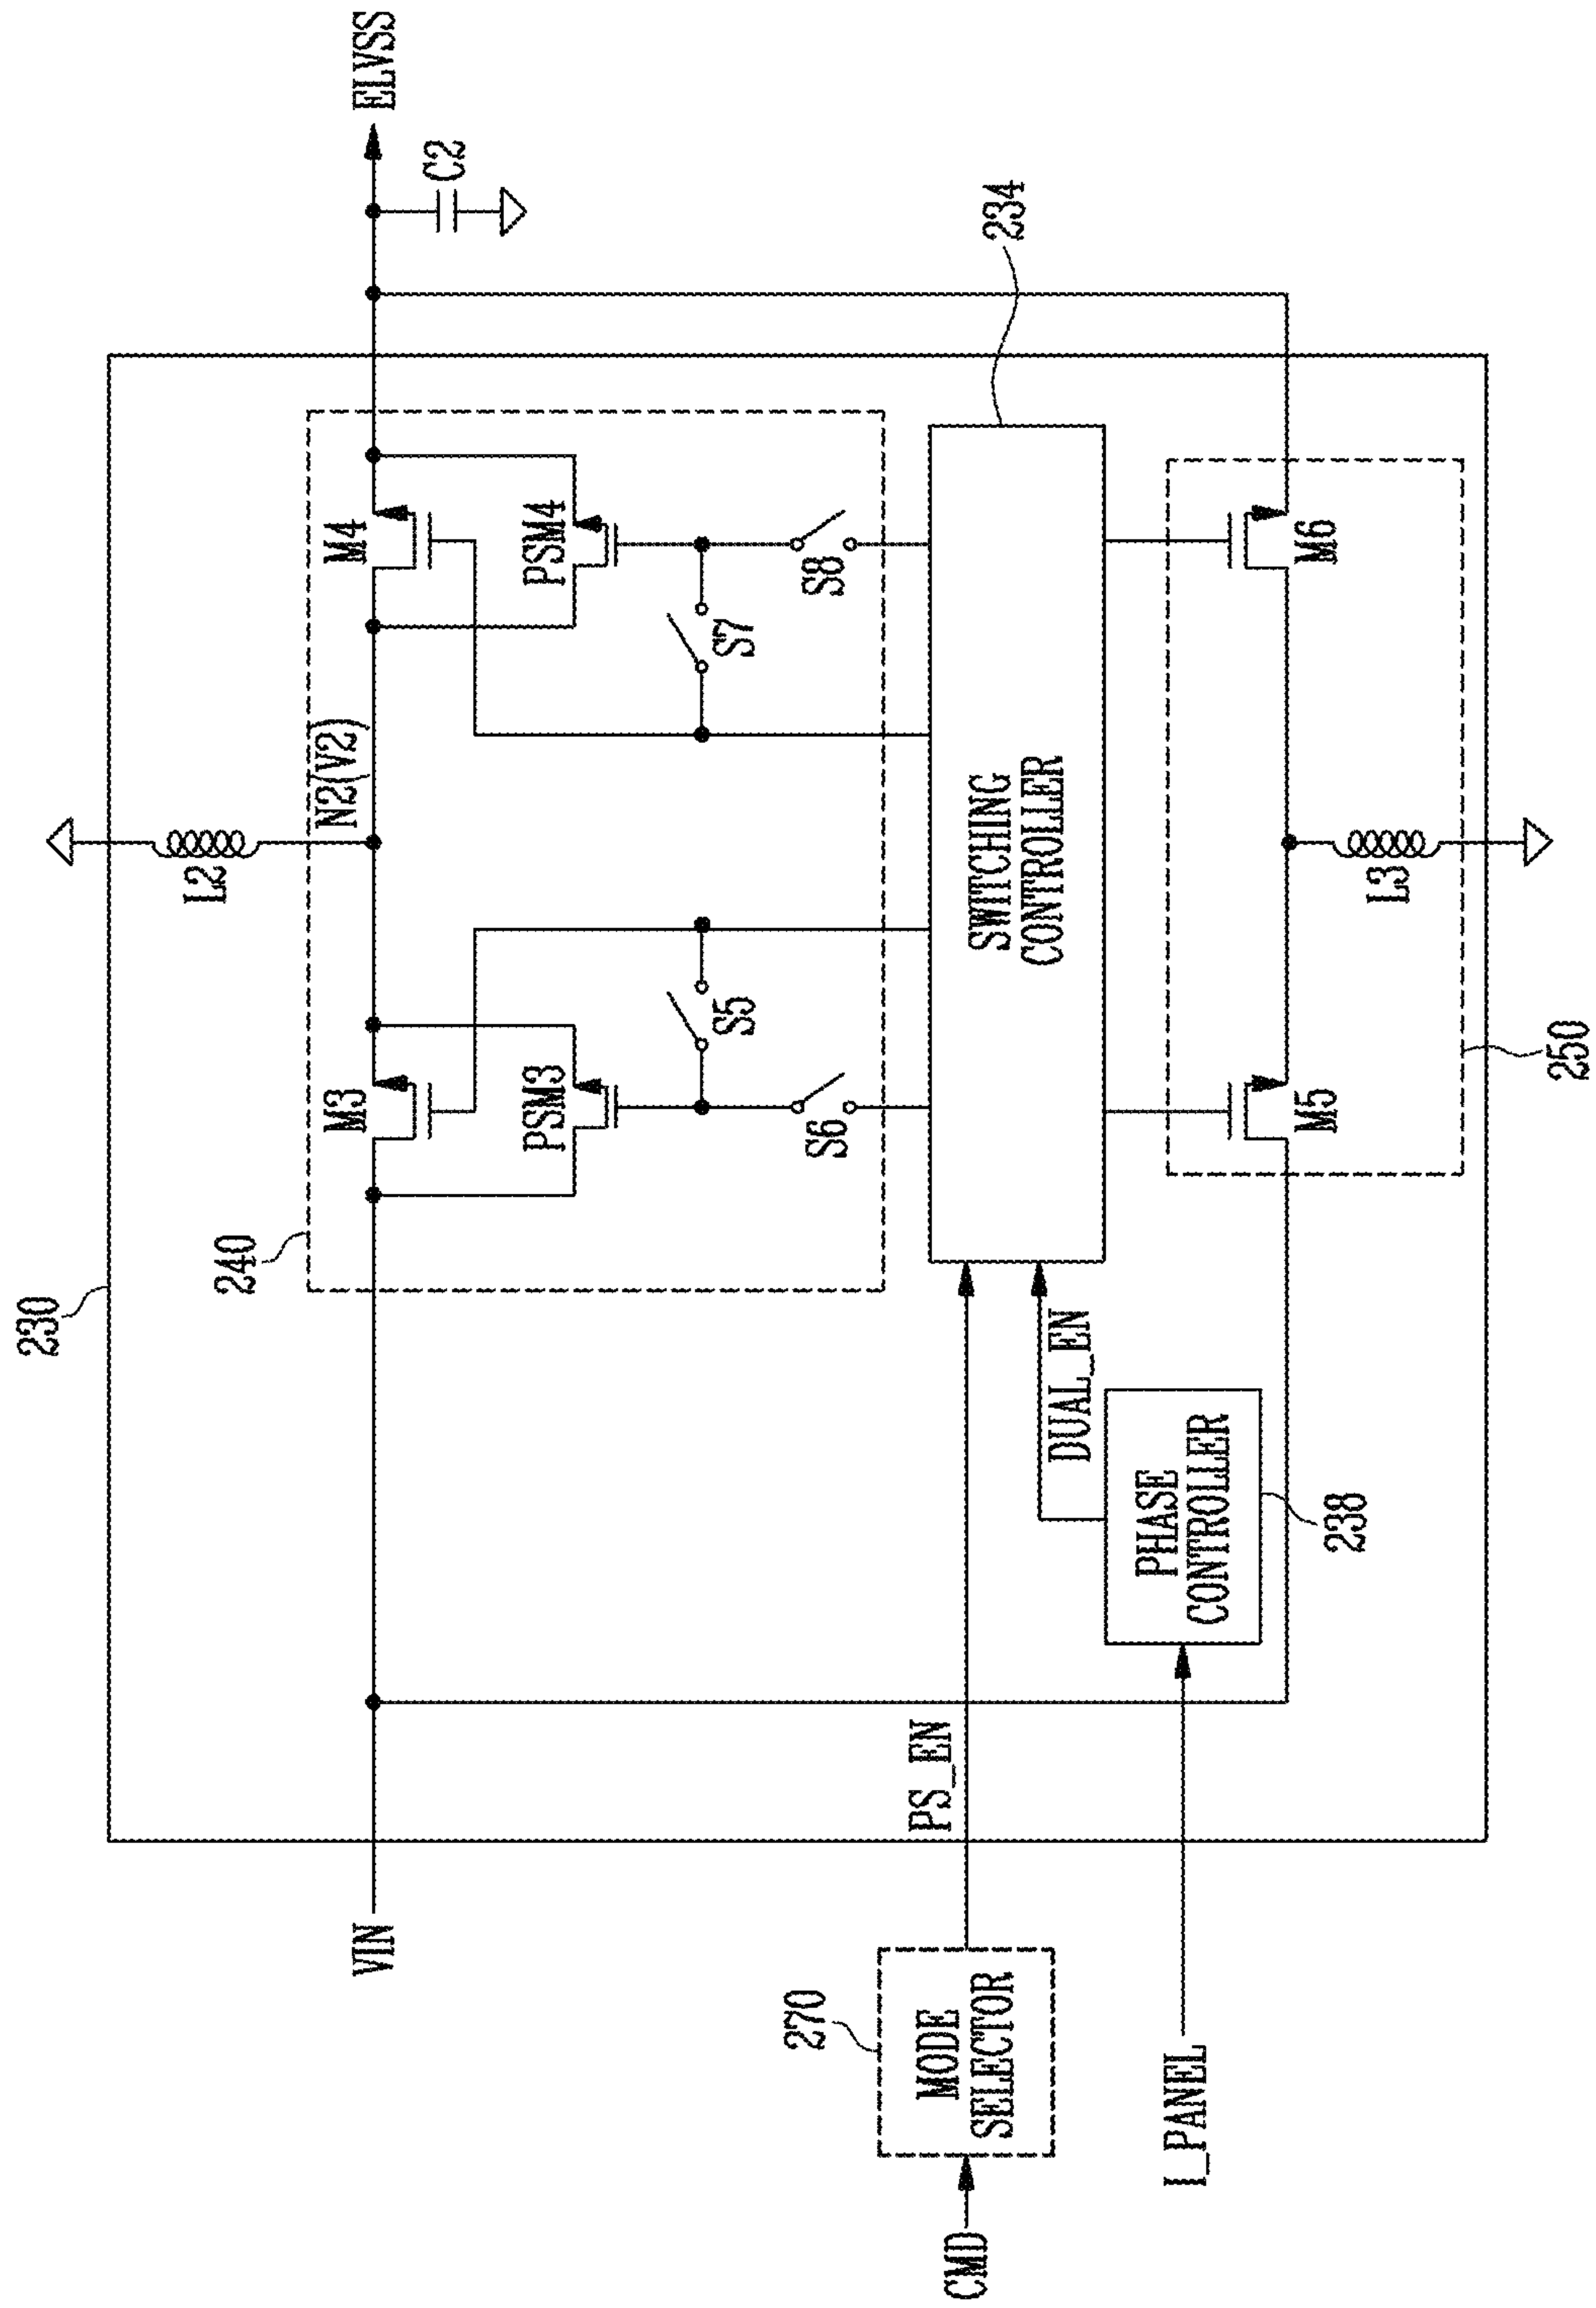 230
240
L2
N2(V2)
VIN
M3
M4
ELVSS
C2
PSM3
PSM4
S5
S7
S6
S8
270
MODE
SELECTOR
CMD
PS_EN
SWITCHING
CONTROLLER
234
DUAL_EN
I_PANEL
PHASE
CONTROLLER
238
M5
M6
L3
250